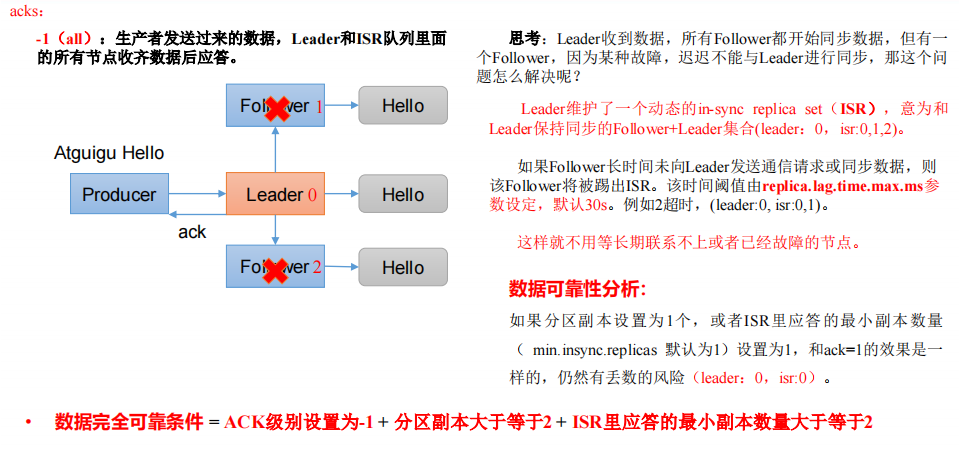 acks:
-1（all）：生产者发送过来的数据，Leader和ISR队列里面
的所有节点收齐数据后应答。
Follower 1
Hello
Atguigu Hello
Producer
Leader 0
Hello
ack
Follower 2
Hello
思考：Leader收到数据，所有Follower都开始同步数据，但有一
个Follower，因为某种故障，迟迟不能与Leader进行同步，那这个问
题怎么解决呢？
Leader维护了一个动态的in-sync replica set（ISR），意为和
Leader保持同步的Follower+Leader集合(leader：0，isr:0,1,2)。
如果Follower长时间未向Leader发送通信请求或同步数据，则
该Follower将被踢出ISR。该时间阈值由replica.lag.time.max.ms参
数设定，默认30s。例如2超时，(leader:0, isr:0,1)。
这样就不用等长期联系不上或者已经故障的节点。
数据可靠性分析：
如果分区副本设置为1个，或者ISR里应答的最小副本数量
（ min.insync.replicas 默认为1）设置为1，和ack=1的效果是一
样的，仍然有丢数的风险（leader：0，isr:0）。
• 数据完全可靠条件 = ACK级别设置为-1 + 分区副本大于等于2 + ISR里应答的最小副本数量大于等于2